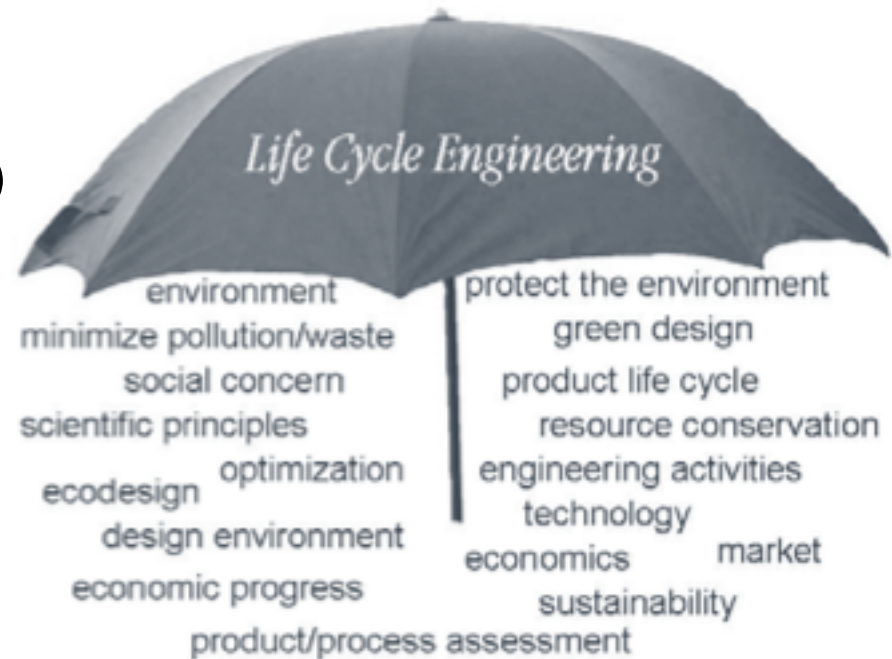 Life Cycle Engineering
)
environment
protect the environment
minimize pollution/waste
green design
social concern
product life cycle
scientific principles
resource conservation
optimization
engineering activities
ecodesign
technology
design environment
economics
market
economic progress
sustainability
product/process assessment